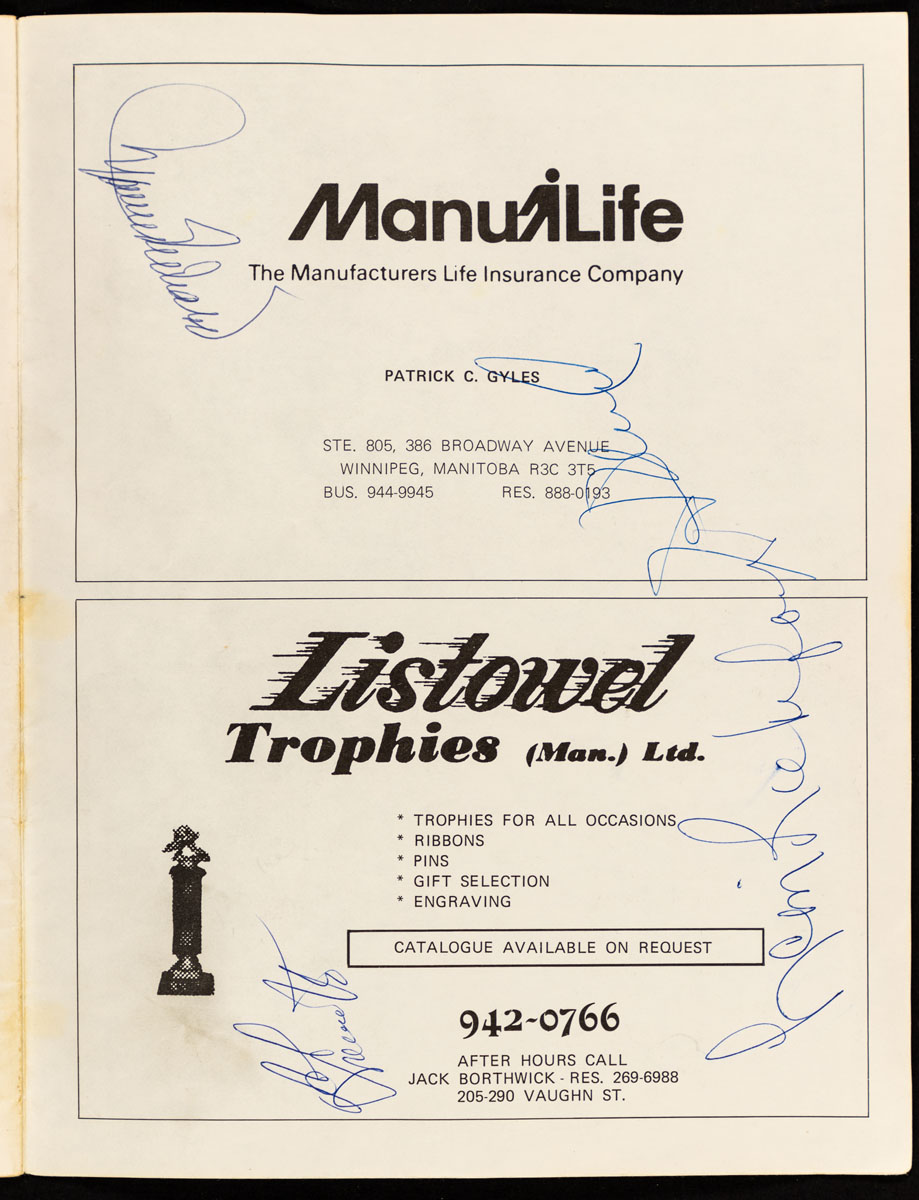 ManuLife
The Manufacturers Life Insurance Company
PATRICK C. GYLES
STE. 805, 386 BROADWAY AVENUE
WINNIPEG, MANITOBA R3C 3T5
BUS. 944-9945 RES. 888-0193
Listowel
Trophies (Man.) Ltd.
* TROPHIES FOR ALL OCCASIONS
* RIBBONS
* PINS
* GIFT SELECTION
* ENGRAVING
CATALOGUE AVAILABLE ON REQUEST
942-0766
AFTER HOURS CALL
JACK BORTHWICK - RES. 269-6988
205-290 VAUGHN ST.